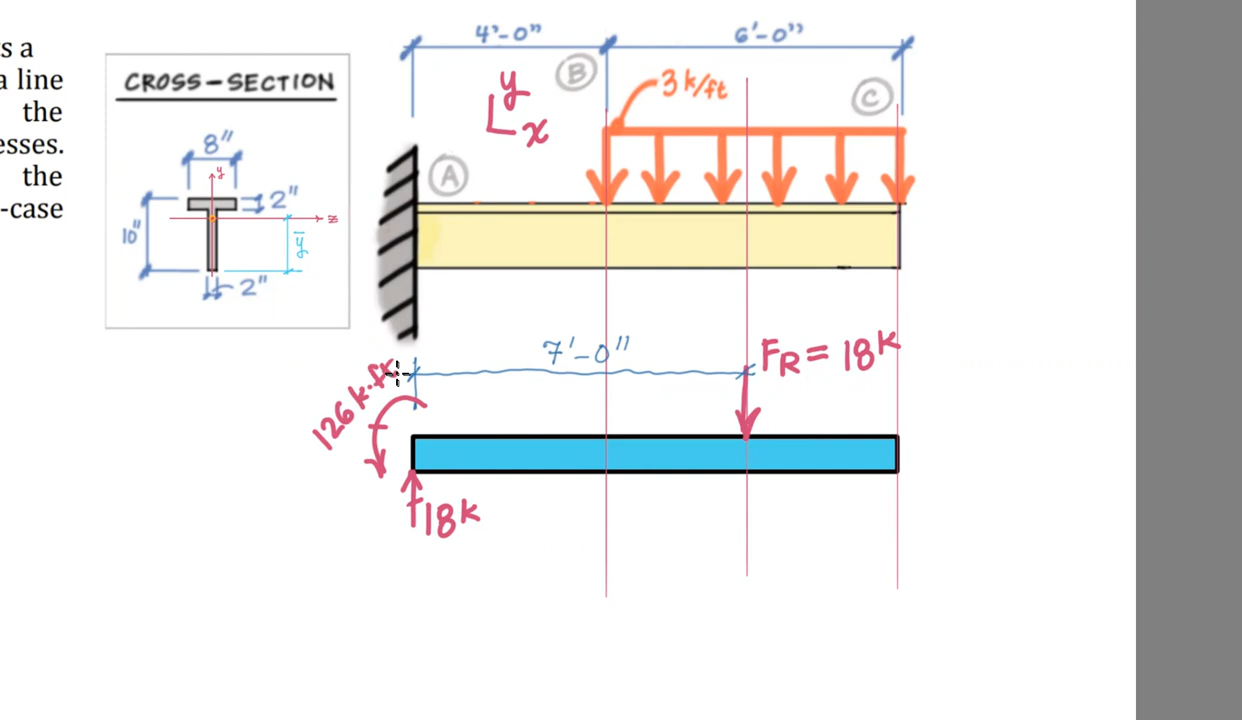 s a
a line
the
esses.
the
-case
CROSS-SECTION
8"
y
2"
z
10"
ȳ
2"
4'-0"
6'-0"
B
3 k/ft
C
y
x
A
7'-0"
FR = 18k
126 k·ft
18k